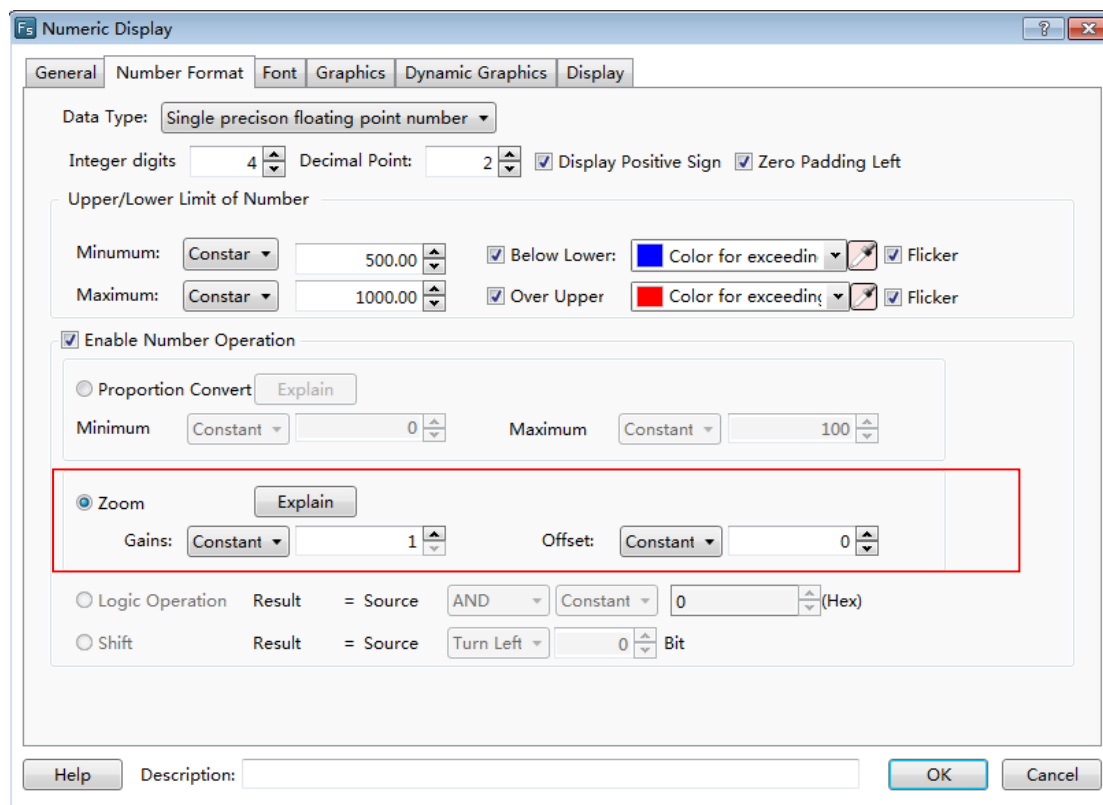 Fs Numeric Display ?
General Number Format Font Graphics Dynamic Graphics Display
Data Type: Single precison floating point number
Integer digits 4 Decimal Point: 2 Display Positive Sign Zero Padding Left
Upper/Lower Limit of Number
Minumum: Constar 500.00 Below Lower: Color for exceedin Flicker
Maximum: Constar 1000.00 Over Upper Color for exceeding Flicker
Enable Number Operation
Proportion Convert Explain
Minimum Constant 0 Maximum Constant 100
Zoom Explain
Gains: Constant 1 Offset: Constant 0
Logic Operation Result = Source AND Constant 0 (Hex)
Shift Result = Source Turn Left 0 Bit
Help Description: OK Cancel